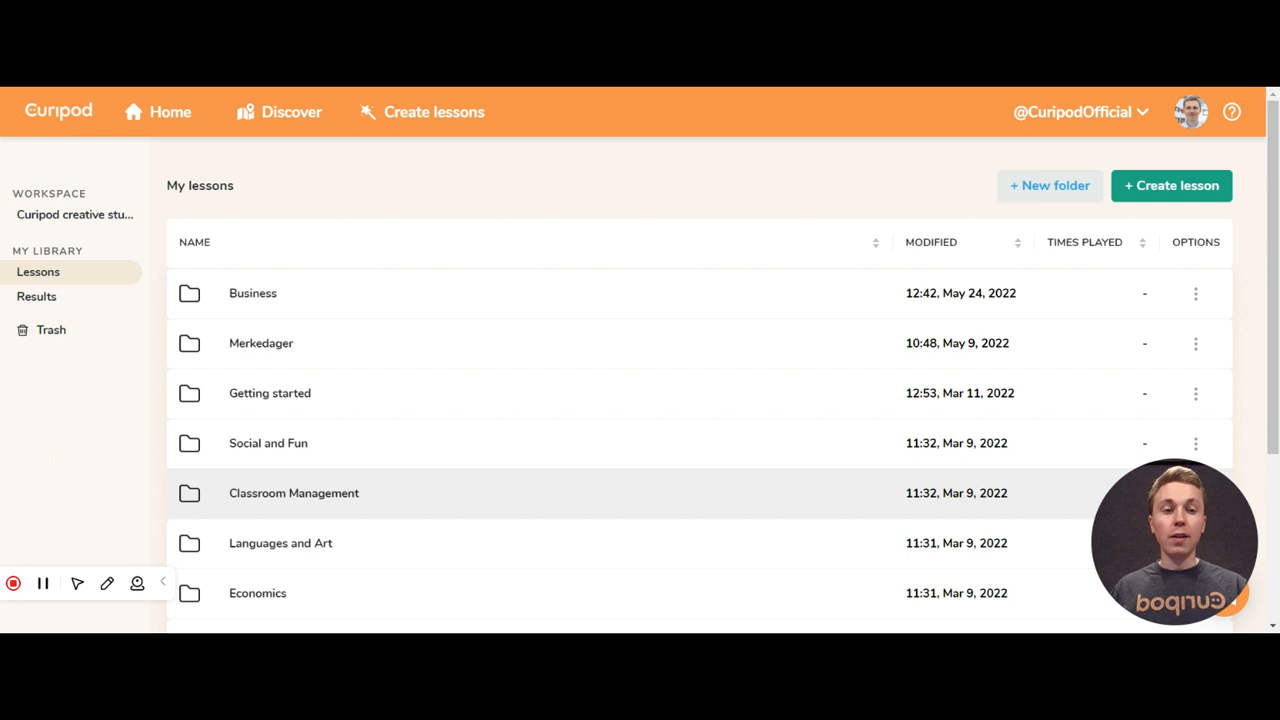 Curipod Home Discover Create lessons @CuripodOfficial
WORKSPACE
Curipod creative stu...
MY LIBRARY
Lessons
Results
Trash
My lessons + New folder + Create lesson
NAME MODIFIED TIMES PLAYED OPTIONS
Business 12:42, May 24, 2022 -
Merkedager 10:48, May 9, 2022 -
Getting started 12:53, Mar 11, 2022 -
Social and Fun 11:32, Mar 9, 2022 -
Classroom Management 11:32, Mar 9, 2022
Languages and Art 11:31, Mar 9, 2022
Economics 11:31, Mar 9, 2022
Curipod